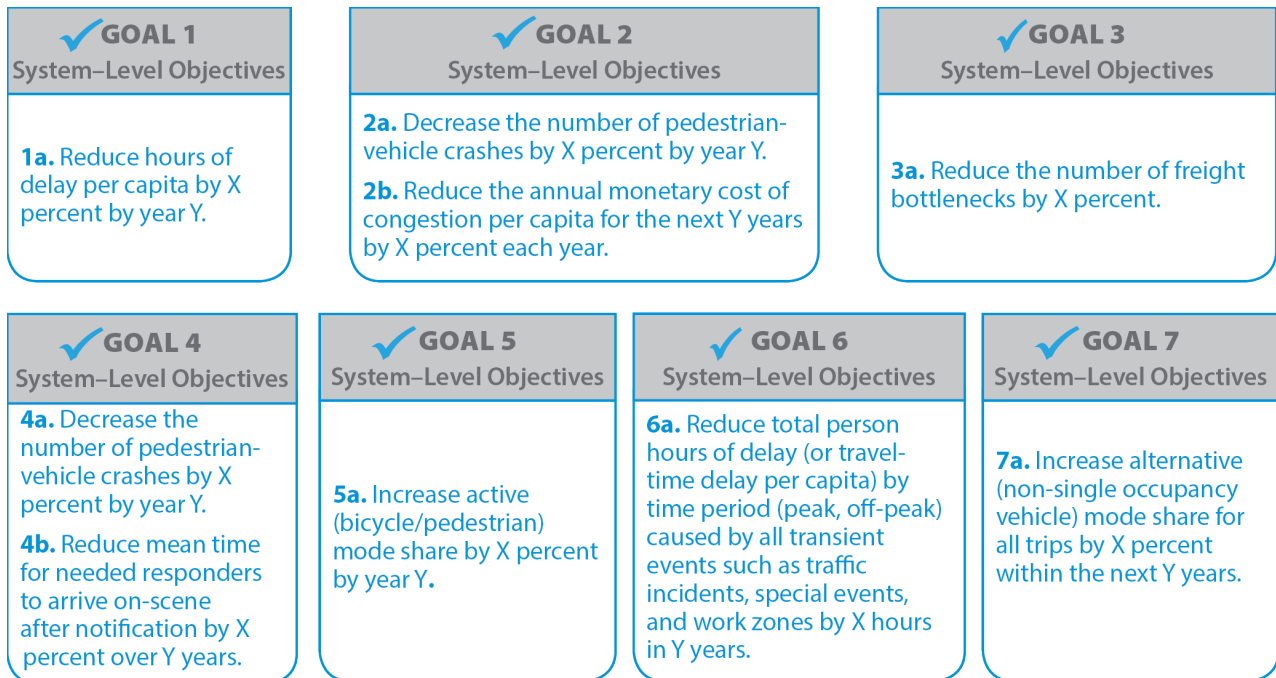 GOAL 1
System–Level Objectives
1a. Reduce hours of
delay per capita by X
percent by year Y.
GOAL 2
System–Level Objectives
2a. Decrease the number of pedestrian-
vehicle crashes by X percent by year Y.
2b. Reduce the annual monetary cost of
congestion per capita for the next Y years
by X percent each year.
GOAL 3
System–Level Objectives
3a. Reduce the number of freight
bottlenecks by X percent.
GOAL 4
System–Level Objectives
4a. Decrease the
number of pedestrian-
vehicle crashes by X
percent by year Y.
4b. Reduce mean time
for needed responders
to arrive on-scene
after notification by X
percent over Y years.
GOAL 5
System–Level Objectives
5a. Increase active
(bicycle/pedestrian)
mode share by X percent
by year Y.
GOAL 6
System–Level Objectives
6a. Reduce total person
hours of delay (or travel-
time delay per capita) by
time period (peak, off-peak)
caused by all transient
events such as traffic
incidents, special events,
and work zones by X hours
in Y years.
GOAL 7
System–Level Objectives
7a. Increase alternative
(non-single occupancy
vehicle) mode share for
all trips by X percent
within the next Y years.